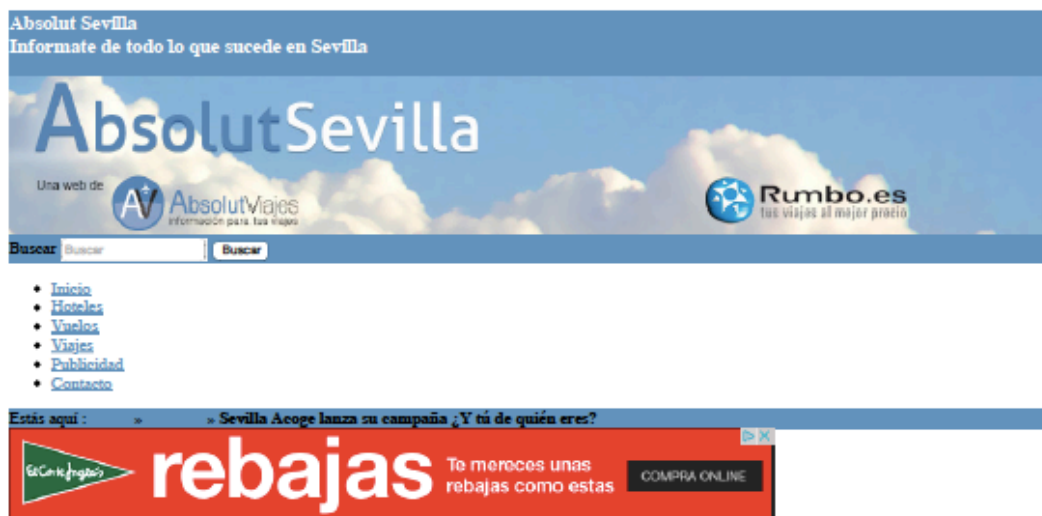 Absolut Sevilla
Informate de todo lo que sucede en Sevilla
AbsolutSevilla
Una web de
AV AbsolutViajes
información para tus viajes
Rumbo.es
tus viajes al mejor precio
Buscar Buscar Buscar
Inicio
Hoteles
Vuelos
Viajes
Publicidad
Contacto
Estás aquí : » » Sevilla Acoge lanza su campaña ¿Y tú de quién eres?
El Corte Inglés
rebajas
Te mereces unas
rebajas como estas
COMPRA ONLINE